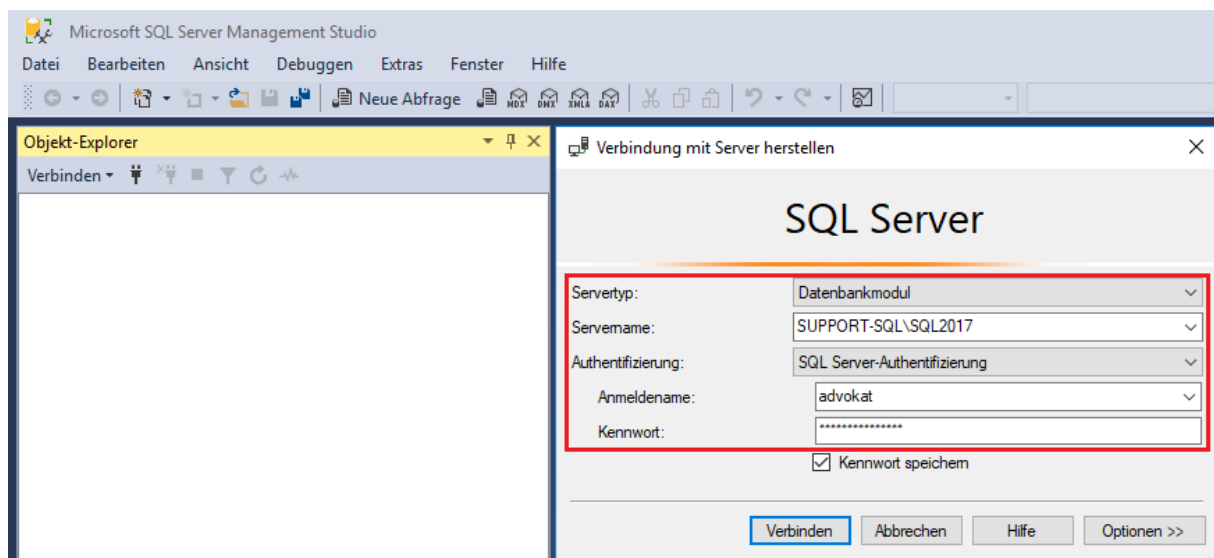 Microsoft SQL Server Management Studio
Datei Bearbeiten Ansicht Debuggen Extras Fenster Hilfe
Neue Abfrage MDX DMX XMLA DAX
Objekt-Explorer
Verbinden
Verbindung mit Server herstellen
SQL Server
Servertyp: Datenbankmodul
Servername: SUPPORT-SQL\SQL2017
Authentifizierung: SQL Server-Authentifizierung
Anmeldename: advokat
Kennwort: ***************
Kennwort speichern
Verbinden Abbrechen Hilfe Optionen >>